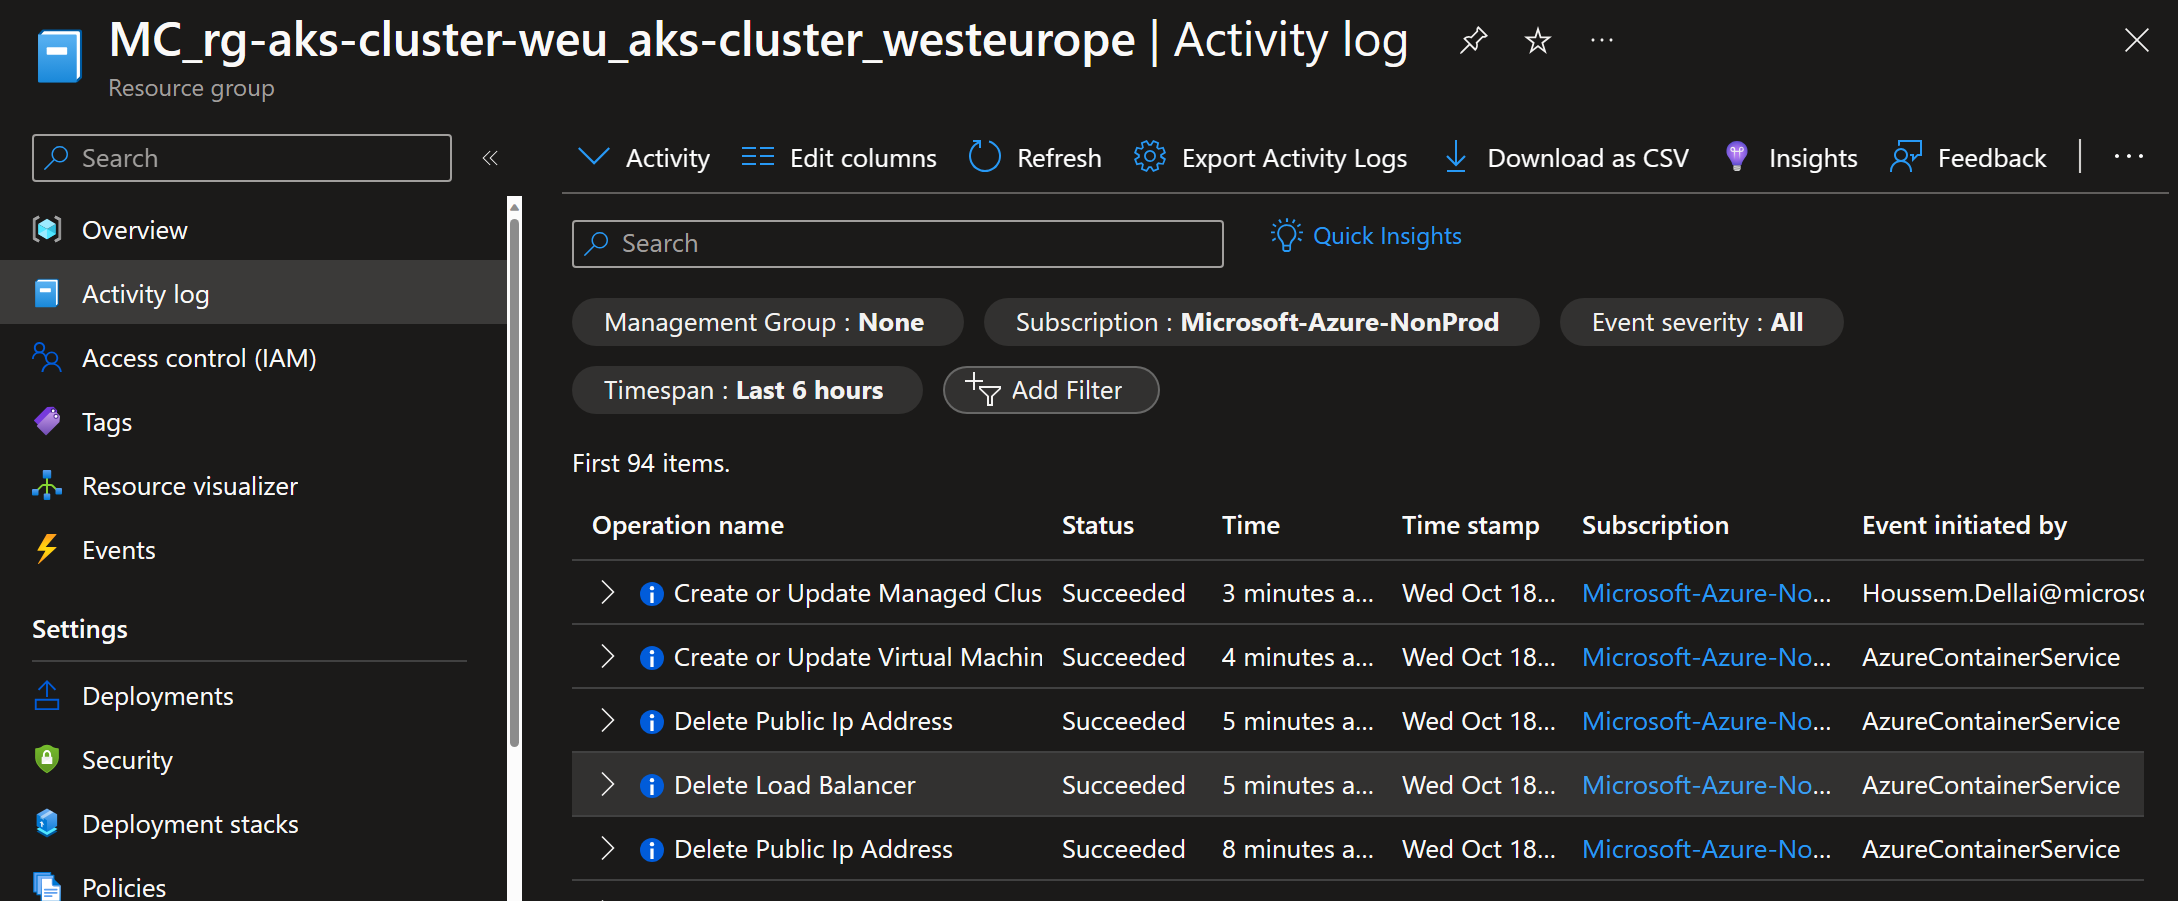 MC_rg-aks-cluster-weu_aks-cluster_westeurope | Activity log
Resource group
Search
Activity Edit columns Refresh Export Activity Logs Download as CSV Insights Feedback
Overview
Activity log
Access control (IAM)
Tags
Resource visualizer
Events
Settings
Deployments
Security
Deployment stacks
Policies
Search
Quick Insights
Management Group : None Subscription : Microsoft-Azure-NonProd Event severity : All
Timespan : Last 6 hours Add Filter
First 94 items.
Operation name Status Time Time stamp Subscription Event initiated by
Create or Update Managed Clus Succeeded 3 minutes a... Wed Oct 18... Microsoft-Azure-No... Houssem.Dellai@microsc
Create or Update Virtual Machin Succeeded 4 minutes a... Wed Oct 18... Microsoft-Azure-No... AzureContainerService
Delete Public Ip Address Succeeded 5 minutes a... Wed Oct 18... Microsoft-Azure-No... AzureContainerService
Delete Load Balancer Succeeded 5 minutes a... Wed Oct 18... Microsoft-Azure-No... AzureContainerService
Delete Public Ip Address Succeeded 8 minutes a... Wed Oct 18... Microsoft-Azure-No... AzureContainerService